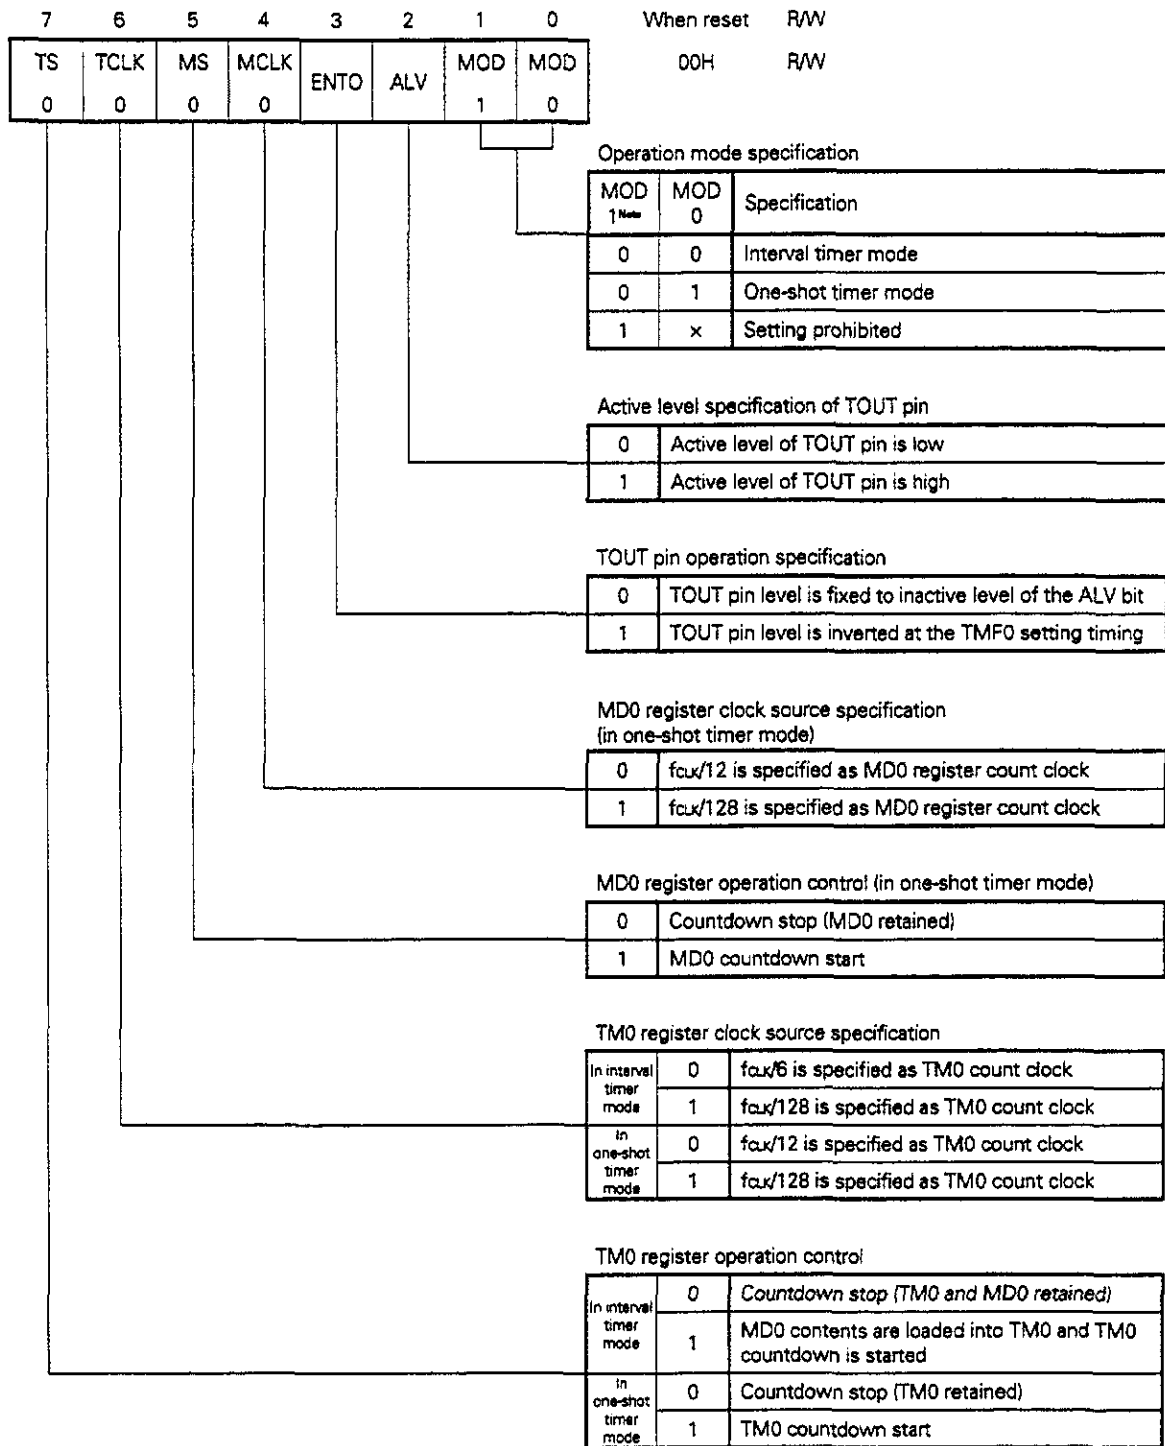 7 6 5 4 3 2 1 0 When reset R/W
TS TCLK MS MCLK ENTO ALV MOD MOD 00H R/W
0 0 0 0 1 0
Operation mode specification
MOD 1Note MOD 0 Specification
0 0 Interval timer mode
0 1 One-shot timer mode
1 × Setting prohibited
Active level specification of TOUT pin
0 Active level of TOUT pin is low
1 Active level of TOUT pin is high
TOUT pin operation specification
0 TOUT pin level is fixed to inactive level of the ALV bit
1 TOUT pin level is inverted at the TMF0 setting timing
MD0 register clock source specification
(in one-shot timer mode)
0 fCLK/12 is specified as MD0 register count clock
1 fCLK/128 is specified as MD0 register count clock
MD0 register operation control (in one-shot timer mode)
0 Countdown stop (MD0 retained)
1 MD0 countdown start
TM0 register clock source specification
In interval timer mode
0 fCLK/6 is specified as TM0 count clock
1 fCLK/128 is specified as TM0 count clock
In one-shot timer mode
0 fCLK/12 is specified as TM0 count clock
1 fCLK/128 is specified as TM0 count clock
TM0 register operation control
In interval timer mode
0 Countdown stop (TM0 and MD0 retained)
1 MD0 contents are loaded into TM0 and TM0
countdown is started
In one-shot timer mode
0 Countdown stop (TM0 retained)
1 TM0 countdown start